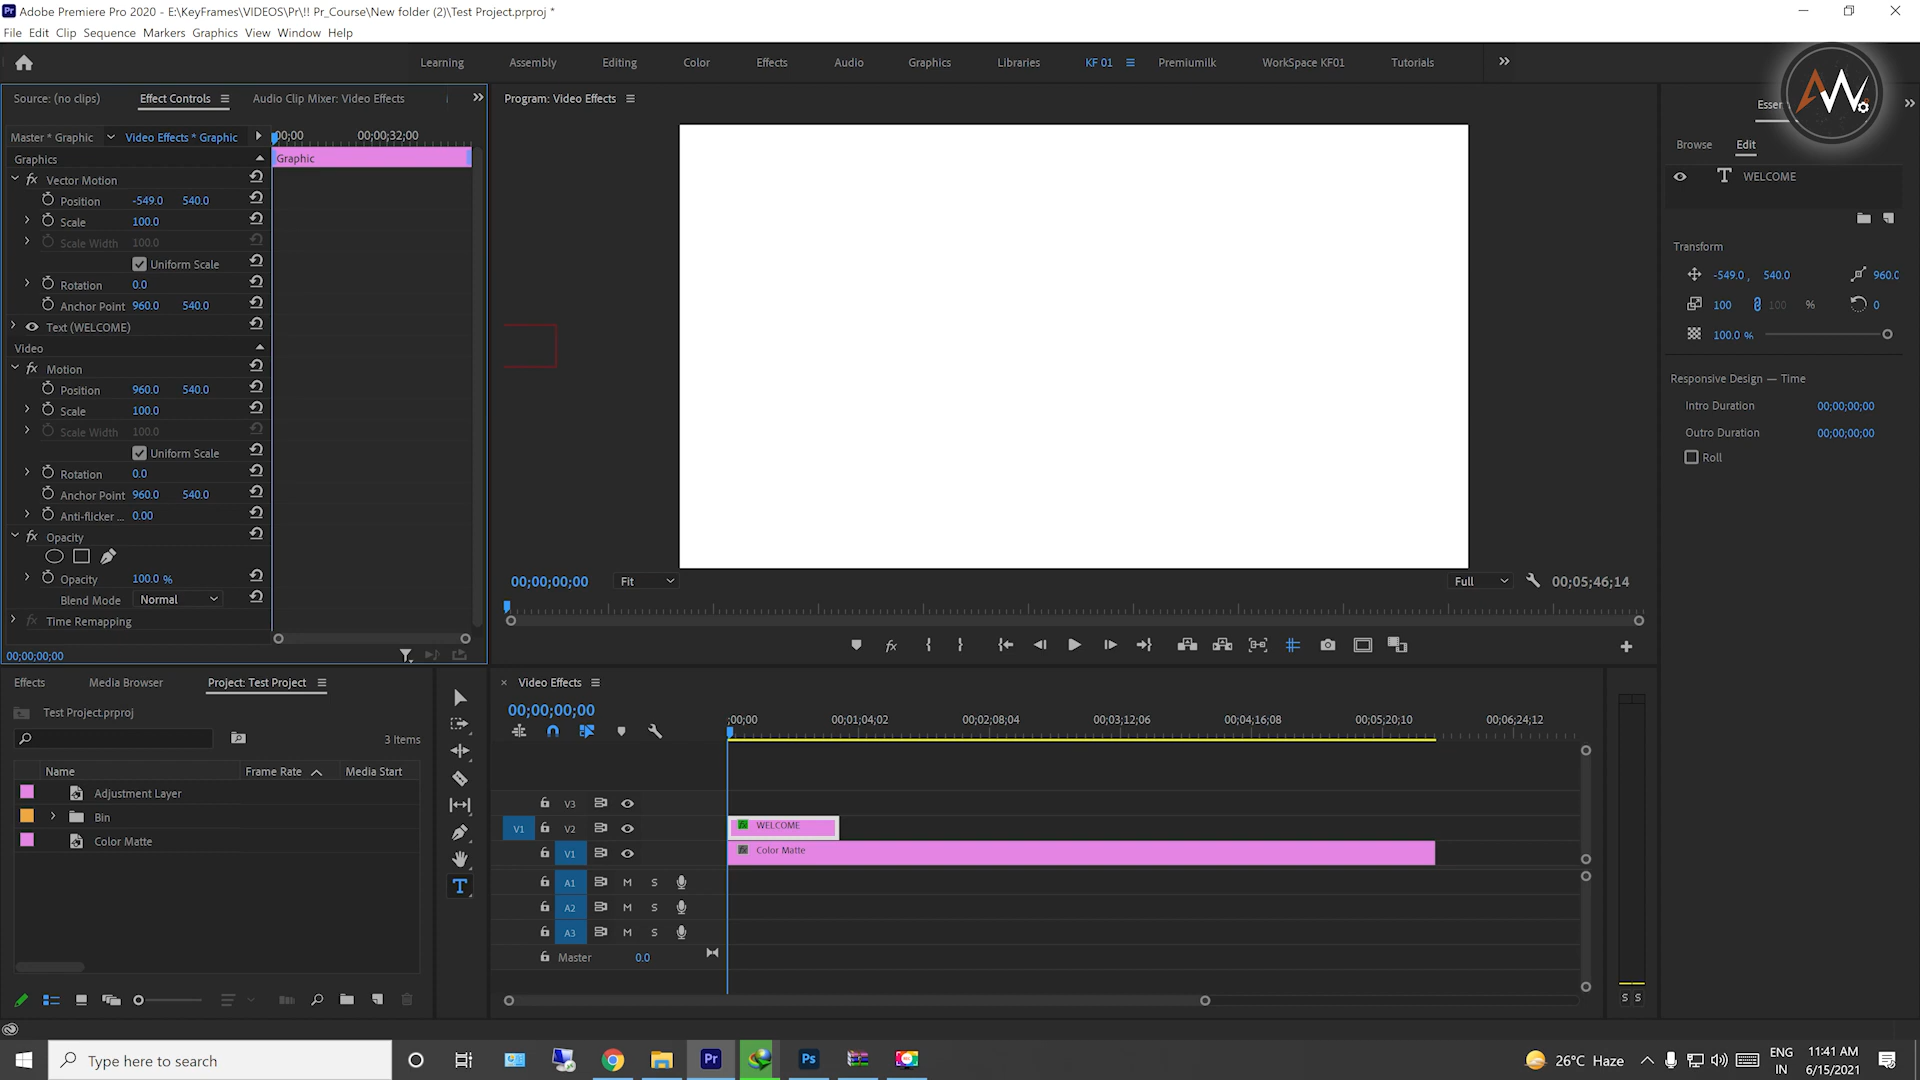 Adobe Premiere Pro 2020 - E:\KeyFrames\VIDEOS\Pr\!! Pr_Course\New folder (2)\Test Project.prproj *
File Edit Clip Sequence Markers Graphics View Window Help
Learning Assembly Editing Color Effects Audio Graphics Libraries KF 01 Premiumilk WorkSpace KF01 Tutorials
Source: (no clips) Effect Controls Audio Clip Mixer: Video Effects Program: Video Effects
AW
Master * Graphic Video Effects * Graphic 00;00 00;00;32;00
Browse Edit
Graphics Graphic
Vector Motion
WELCOME
Position -549.0 540.0
Scale 100.0
Scale Width 100.0
Uniform Scale
Rotation 0.0
Anchor Point 960.0 540.0
Text (WELCOME)
Video
Motion
Position 960.0 540.0
Scale 100.0
Scale Width 100.0
Uniform Scale
Rotation 0.0
Anchor Point 960.0 540.0
Anti-flicker ... 0.00
Opacity
Opacity 100.0 %
Blend Mode Normal
Time Remapping
00;00;00;00
Transform
-549.0 , 540.0 960.0
100 100 % 0
100.0 %
Responsive Design — Time
Intro Duration 00;00;00;00
Outro Duration 00;00;00;00
Roll
00;00;00;00 Fit Full 00;05;46;14
Effects Media Browser Project: Test Project
Test Project.prproj
3 Items
Name Frame Rate Media Start
Adjustment Layer
Bin
Color Matte
Video Effects
00;00;00;00
;00;00 00;01;04;02 00;02;08;04 00;03;12;06 00;04;16;08 00;05;20;10 00;06;24;12
V3
V1 V2 WELCOME
V1 Color Matte
A1 M S
A2 M S
A3 M S
Master 0.0
S S
Type here to search
Pr Ps
26°C Haze
ENG
IN
11:41 AM
6/15/2021